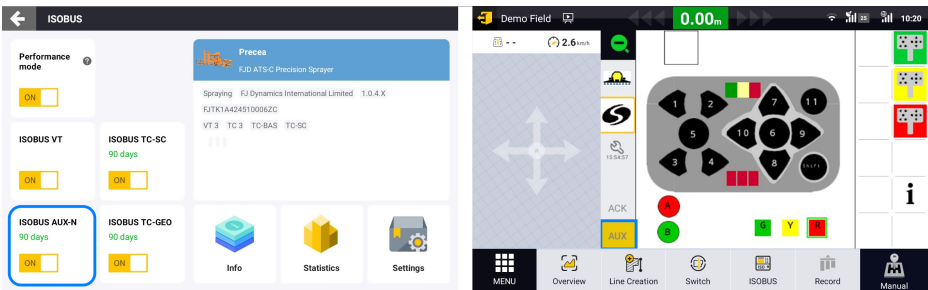 ISOBUS
Performance
mode
?
ON
Precea
FJD ATS-C Precision Sprayer
Spraying FJ Dynamics International Limited 1.0.4.X
FJTK1A424510006ZC
VT 3 TC 3 TC-BAS TC-SC
ISOBUS VT
ON
ISOBUS TC-SC
90 days
ON
ISOBUS AUX-N
90 days
ON
ISOBUS TC-GEO
90 days
ON
Info
Statistics
Settings
Demo Field
0.00m
25
10:20
--
2.6 km/h
15:04:57
ACK
AUX
1
2
7
11
5
10
6
9
3
4
8
Shift
A
B
G
Y
R
i
MENU
Overview
Line Creation
Switch
ISOBUS
Record
Manual